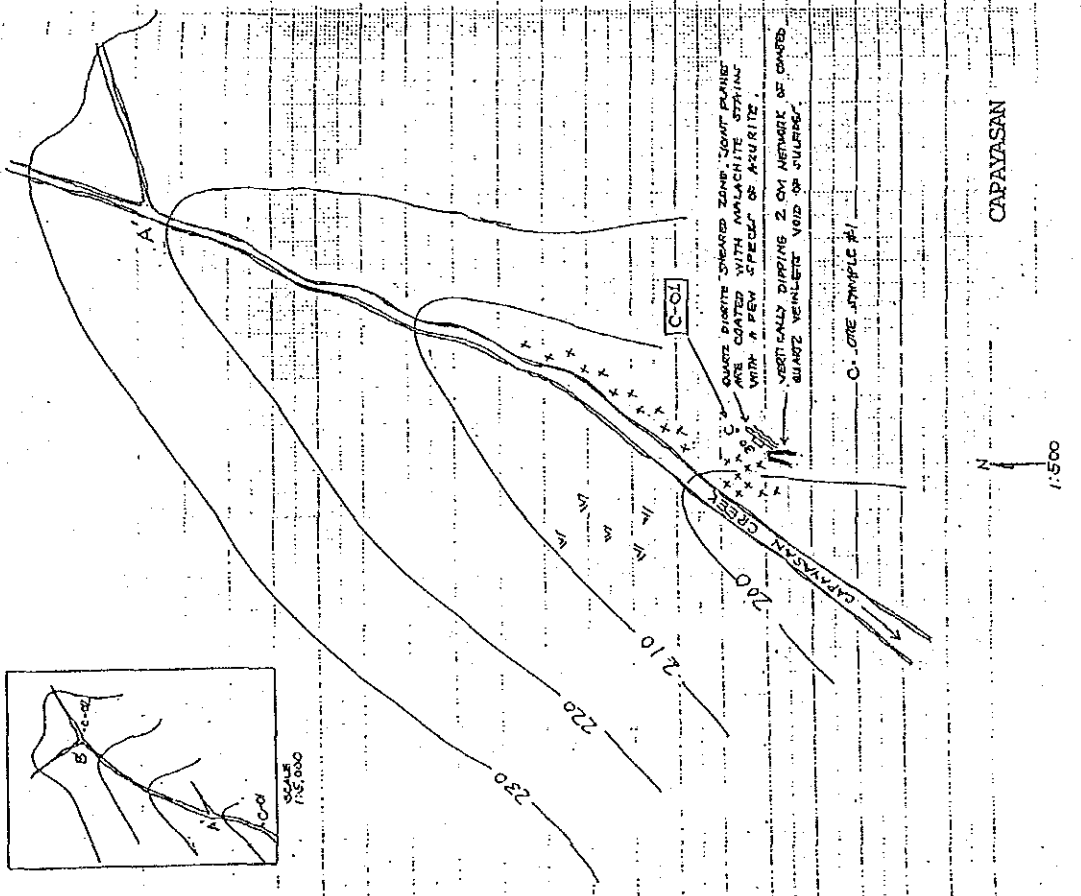 A'
C-01
QUARTZ DIORITE SHEARED ZONE. JOINT PLANES
ARE COATED WITH MALACHITE STAINS
WITH A FEW SPECKS OF AZURITE.
VERTICALLY DIPPING 2 CM NETWORK OF
QUARTZ VEINLETS VOID OF SULFIDES.
C. ORE SAMPLE #1
C.
CAPAYASAN CREEK
200
210
220
230
B'
C-02
A'
C-01
SCALE
1:5,000
N
1:500
CAPAYASAN